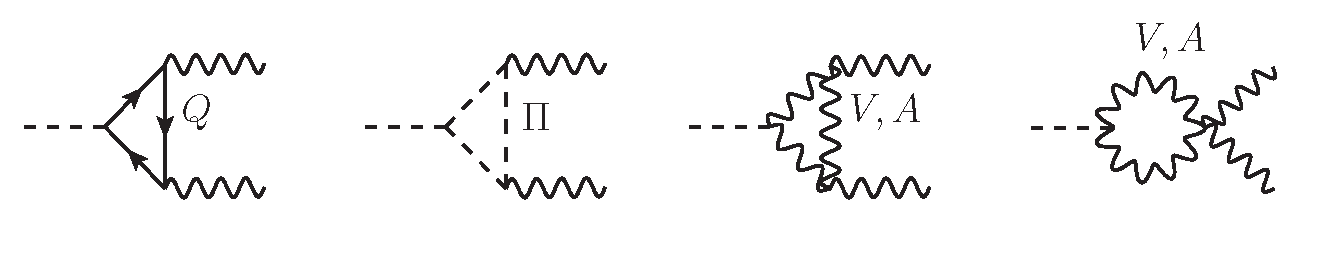 Q
Π
V, A
V, A